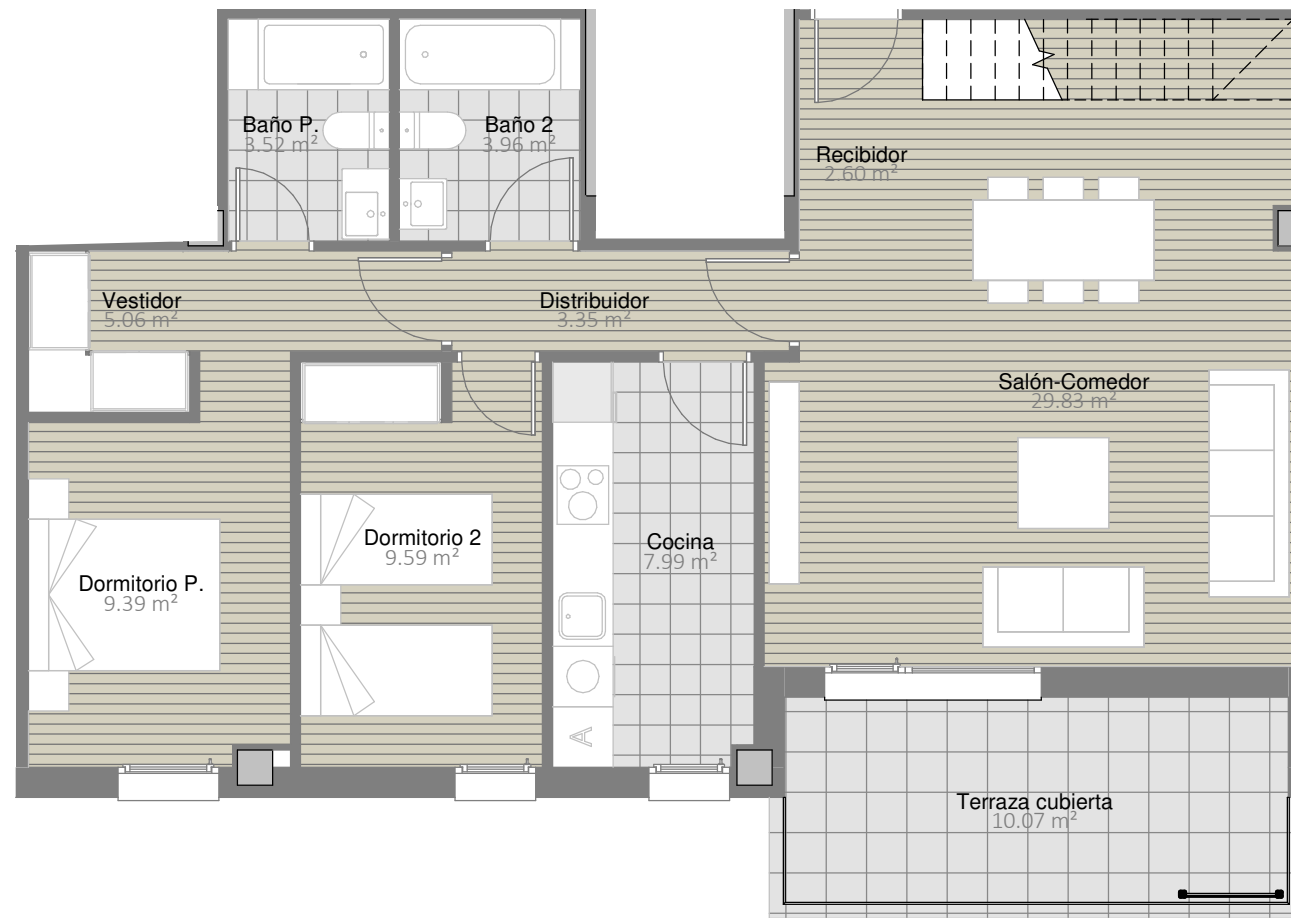 Baño P.
3.52 m²
Baño 2
3.96 m²
Recibidor
2.60 m²
Vestidor
5.06 m²
Distribuidor
3.35 m²
Salón-Comedor
29.83 m²
Dormitorio P.
9.39 m²
Dormitorio 2
9.59 m²
Cocina
7.99 m²
A
Terraza cubierta
10.07 m²